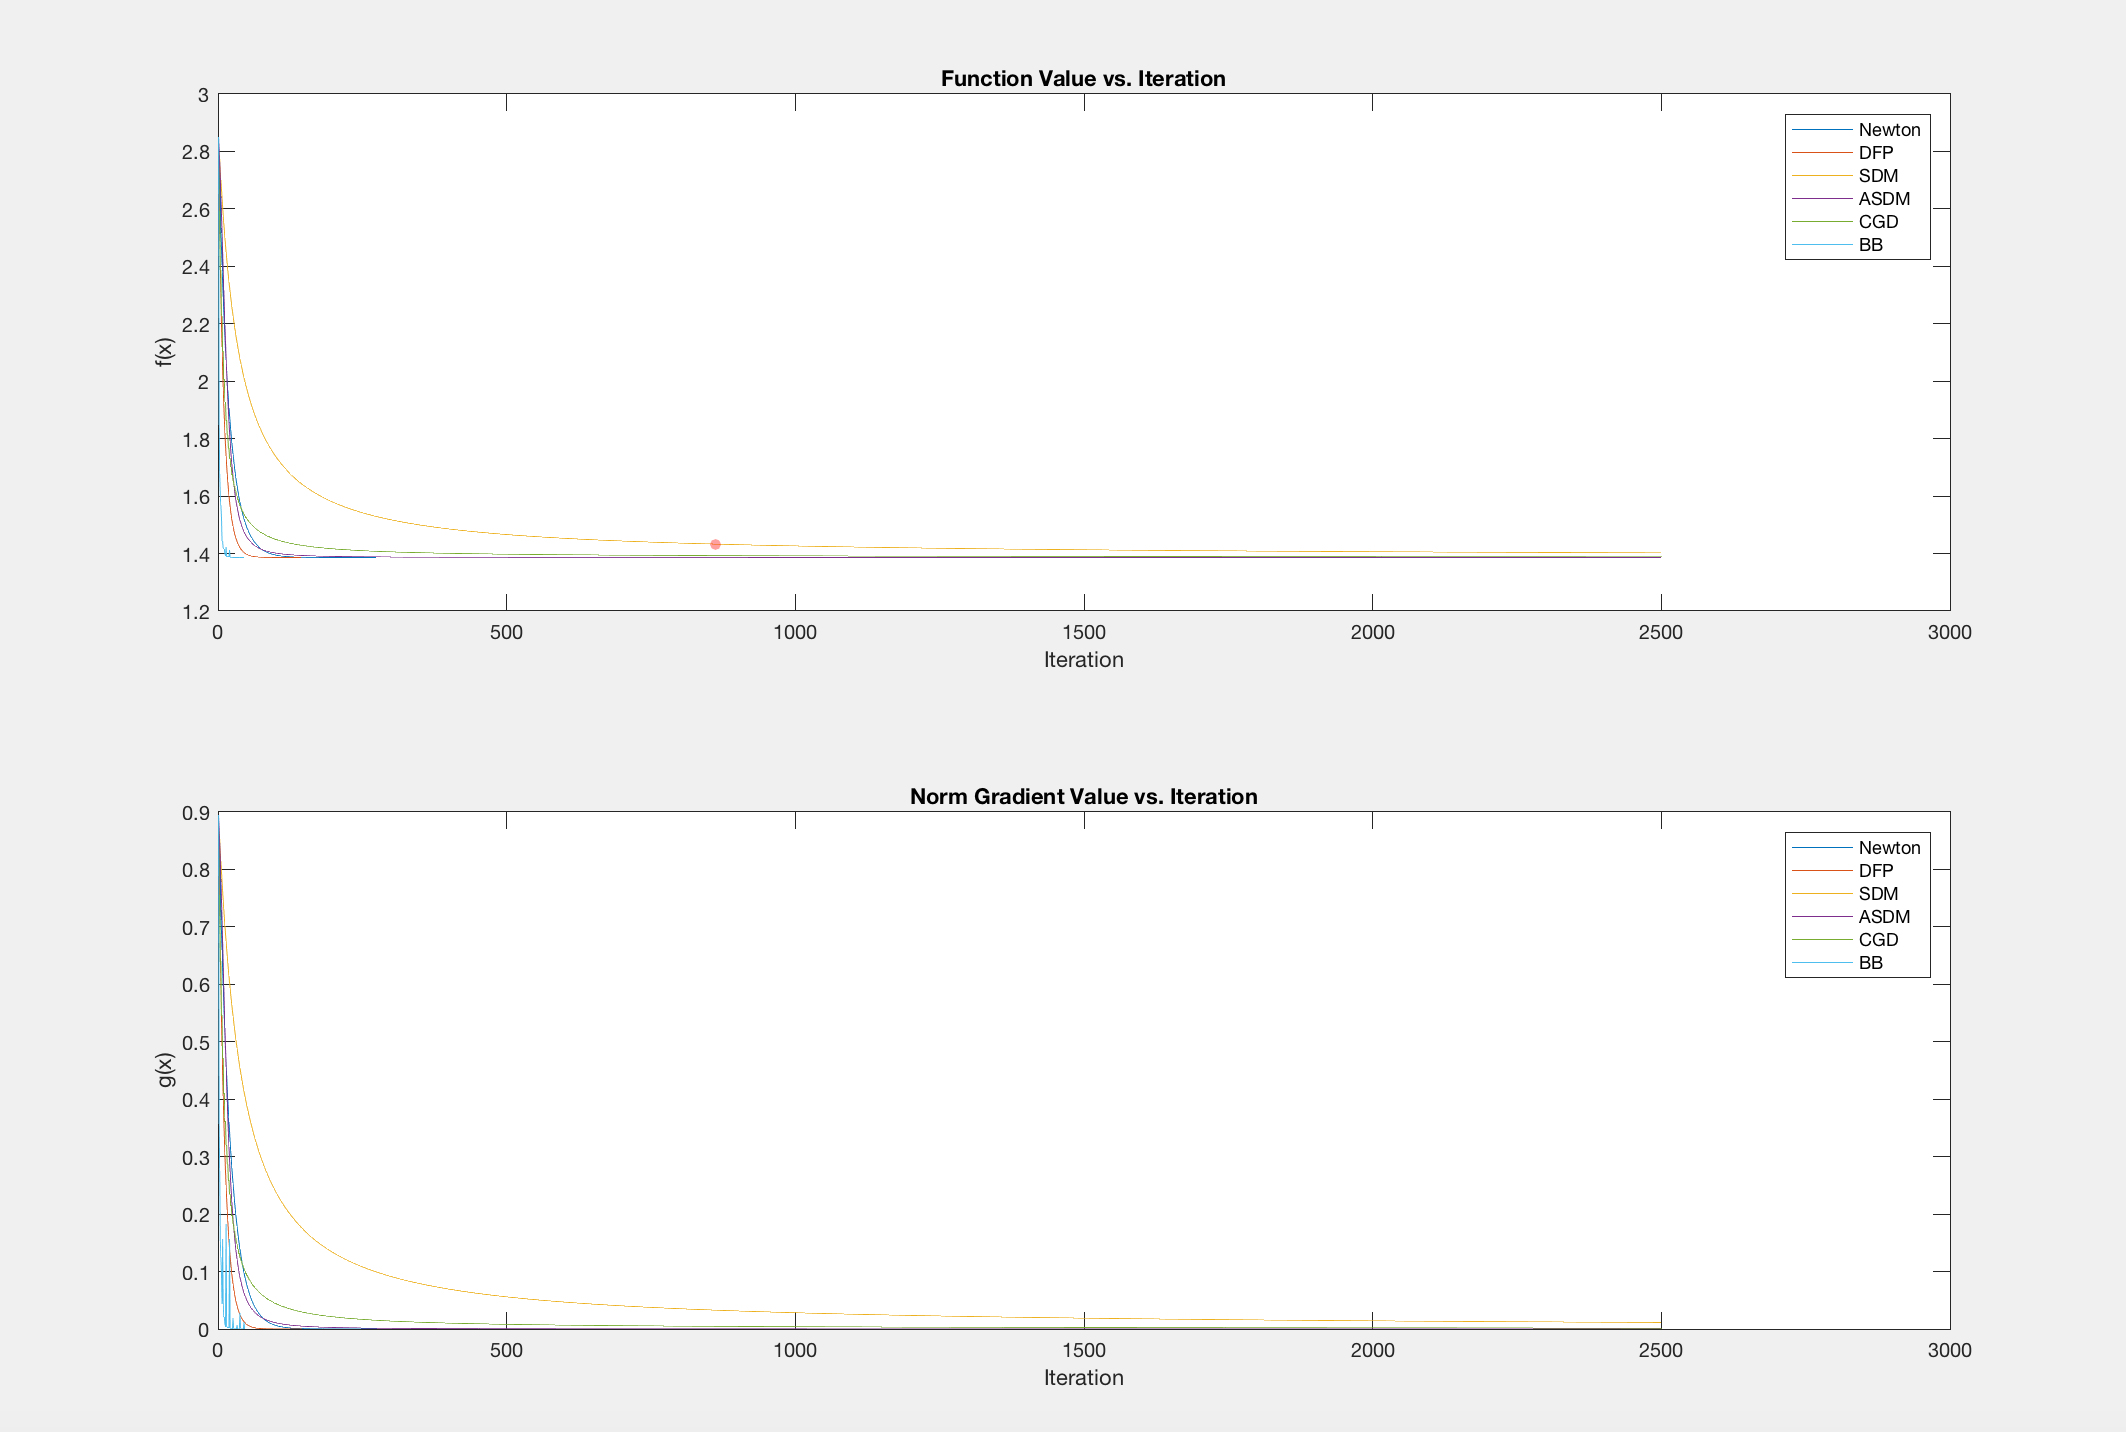 Function Value vs. Iteration
3
2.8
2.6
2.4
2.2
2
1.8
1.6
1.4
1.2
f(x)
Newton
DFP
SDM
ASDM
CGD
BB
0 500 1000 1500 2000 2500 3000
Iteration
Norm Gradient Value vs. Iteration
0.9
0.8
0.7
0.6
0.5
0.4
0.3
0.2
0.1
0
g(x)
Newton
DFP
SDM
ASDM
CGD
BB
0 500 1000 1500 2000 2500 3000
Iteration